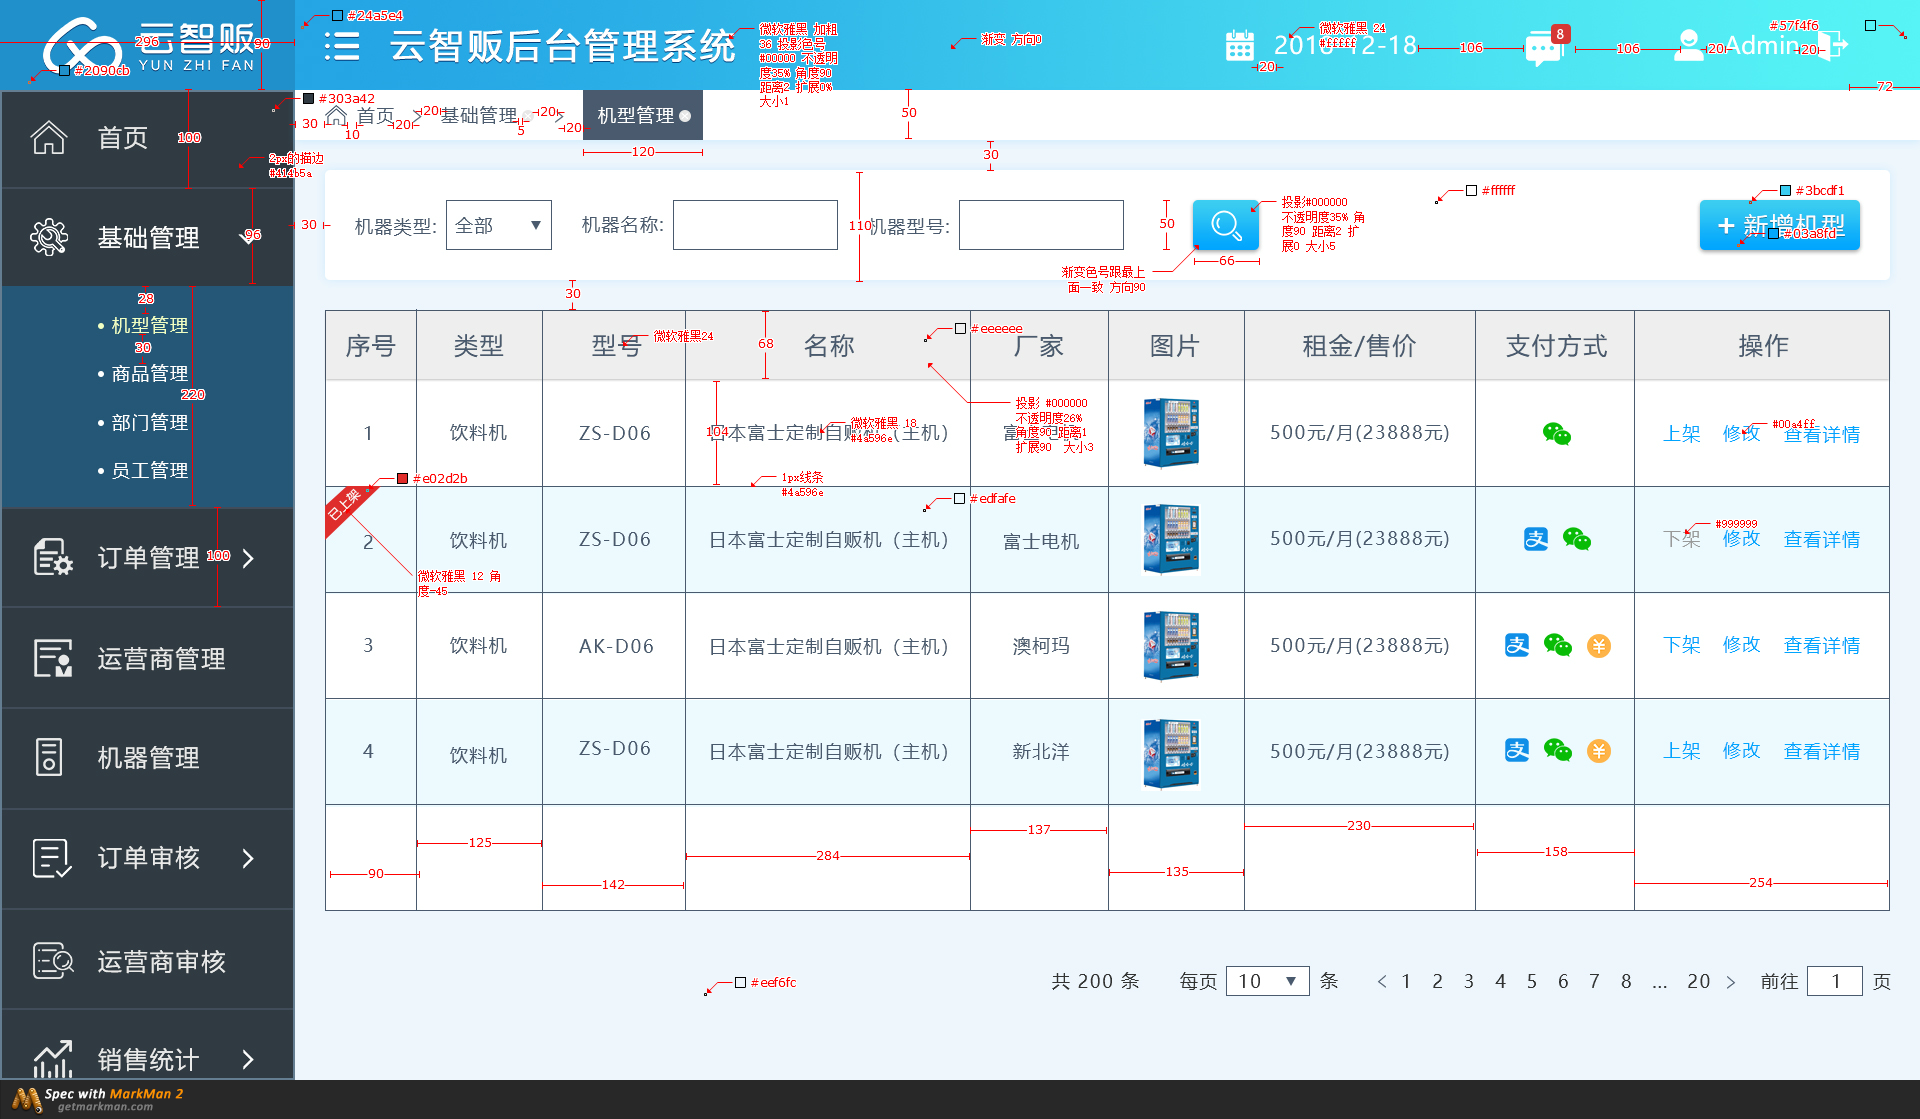 云智贩
YUN ZHI FAN
296
90
#2090cb
#24a5e4
云智贩后台管理系统
微软雅黑 加粗
36 投影色号
#00000 不透明
度35% 角度90
距离2 扩展0%
大小1
渐变 方向0
微软雅黑 24
#ffffff
20
106
8
106
20
Admin
20
#57f4f6
72
#303a42
首页
100
2px的描边
#414b5a
基础管理
96
28
机型管理
30
商品管理
220
部门管理
员工管理
订单管理
100
运营商管理
机器管理
订单审核
运营商审核
销售统计
30
10
首页
20
20
基础管理
5
20
20
机型管理
120
50
30
30
机器类型:
全部
机器名称:
110
机器型号:
50
66
投影#000000
不透明度35% 角
度90 距离2 扩
展0 大小5
渐变色号跟最上
面一致 方向90
#ffffff
#3bcdf1
+ 新增机型
#03a8fd
30
序号
类型
型号
微软雅黑24
68
名称
#eeeeee
厂家
图片
租金/售价
支付方式
操作
投影 #000000
不透明度26%
角度90 距离1
扩展90 大小3
1
饮料机
ZS-D06
104
日本富士定制自贩机（主机）
微软雅黑 18
#4a596e
500元/月(23888元)
上架
修改
查看详情
#00a4ff
1px线条
#4a596e
#e02d2b
已上架
#edfafe
#999999
2
饮料机
ZS-D06
日本富士定制自贩机（主机）
富士电机
500元/月(23888元)
下架
修改
查看详情
微软雅黑 12 角
度-45
3
饮料机
AK-D06
日本富士定制自贩机（主机）
澳柯玛
500元/月(23888元)
下架
修改
查看详情
4
饮料机
ZS-D06
日本富士定制自贩机（主机）
新北洋
500元/月(23888元)
上架
修改
查看详情
90
125
142
284
137
135
230
158
254
#eef6fc
共 200 条
每页
10
条
< 1 2 3 4 5 6 7 8 ... 20 >
前往
1
页
Spec with MarkMan 2
getmarkman.com